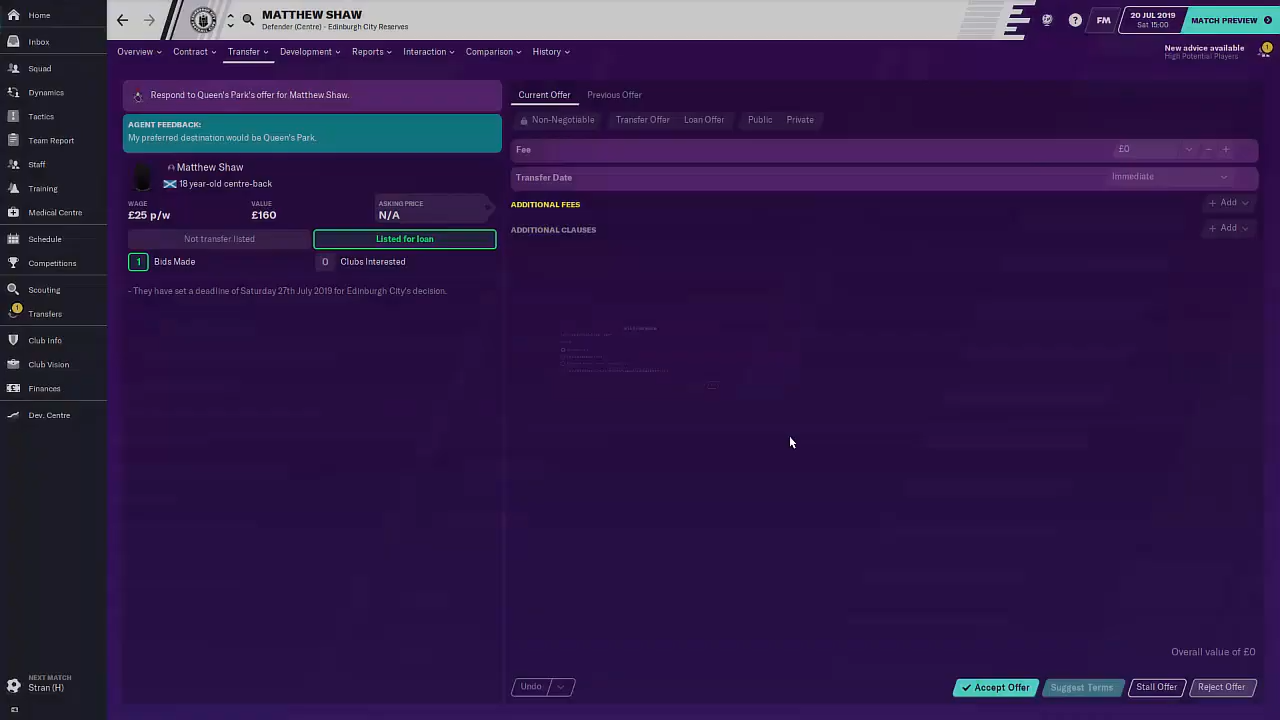 Home
Inbox
Squad
Dynamics
Tactics
Team Report
Staff
Training
Medical Centre
Schedule
Competitions
Scouting
1
Transfers
Club Info
Club Vision
Finances
Dev. Centre
NEXT MATCH
Stran (H)
MATTHEW SHAW
Defender (Centre) - Edinburgh City Reserves
?
FM
20 JUL 2019
Sat 15:00
MATCH PREVIEW
Overview
Contract
Transfer
Development
Reports
Interaction
Comparison
History
New advice available
High Potential Players
1
Respond to Queen's Park's offer for Matthew Shaw.
AGENT FEEDBACK:
My preferred destination would be Queen's Park.
Matthew Shaw
18 year-old centre-back
WAGE
£25 p/w
VALUE
£160
ASKING PRICE
N/A
Not transfer listed
Listed for loan
1 Bids Made
0 Clubs Interested
- They have set a deadline of Saturday 27th July 2019 for Edinburgh City's decision.
Current Offer
Previous Offer
Non-Negotiable
Transfer Offer
Loan Offer
Public
Private
Fee
£0
Transfer Date
Immediate
ADDITIONAL FEES
+ Add
ADDITIONAL CLAUSES
+ Add
Overall value of £0
Undo
Accept Offer
Suggest Terms
Stall Offer
Reject Offer